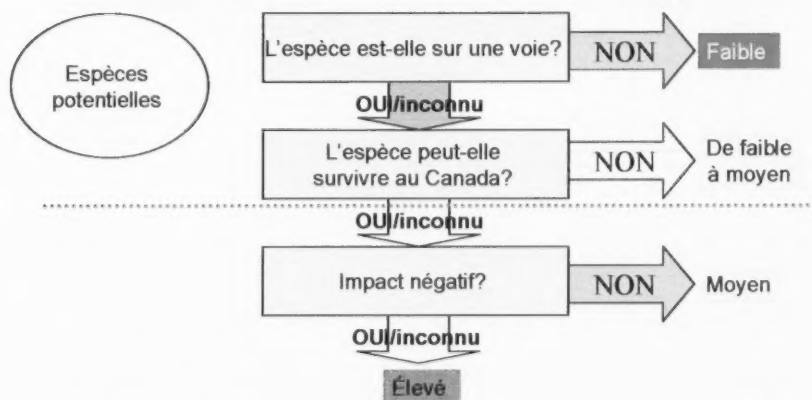 Espèces
potentielles
L'espèce est-elle sur une voie?
NON
Faible
OUI/inconnu
L'espèce peut-elle
survivre au Canada?
NON
De faible
à moyen
OUI/inconnu
Impact négatif?
NON
Moyen
OUI/inconnu
Élevé